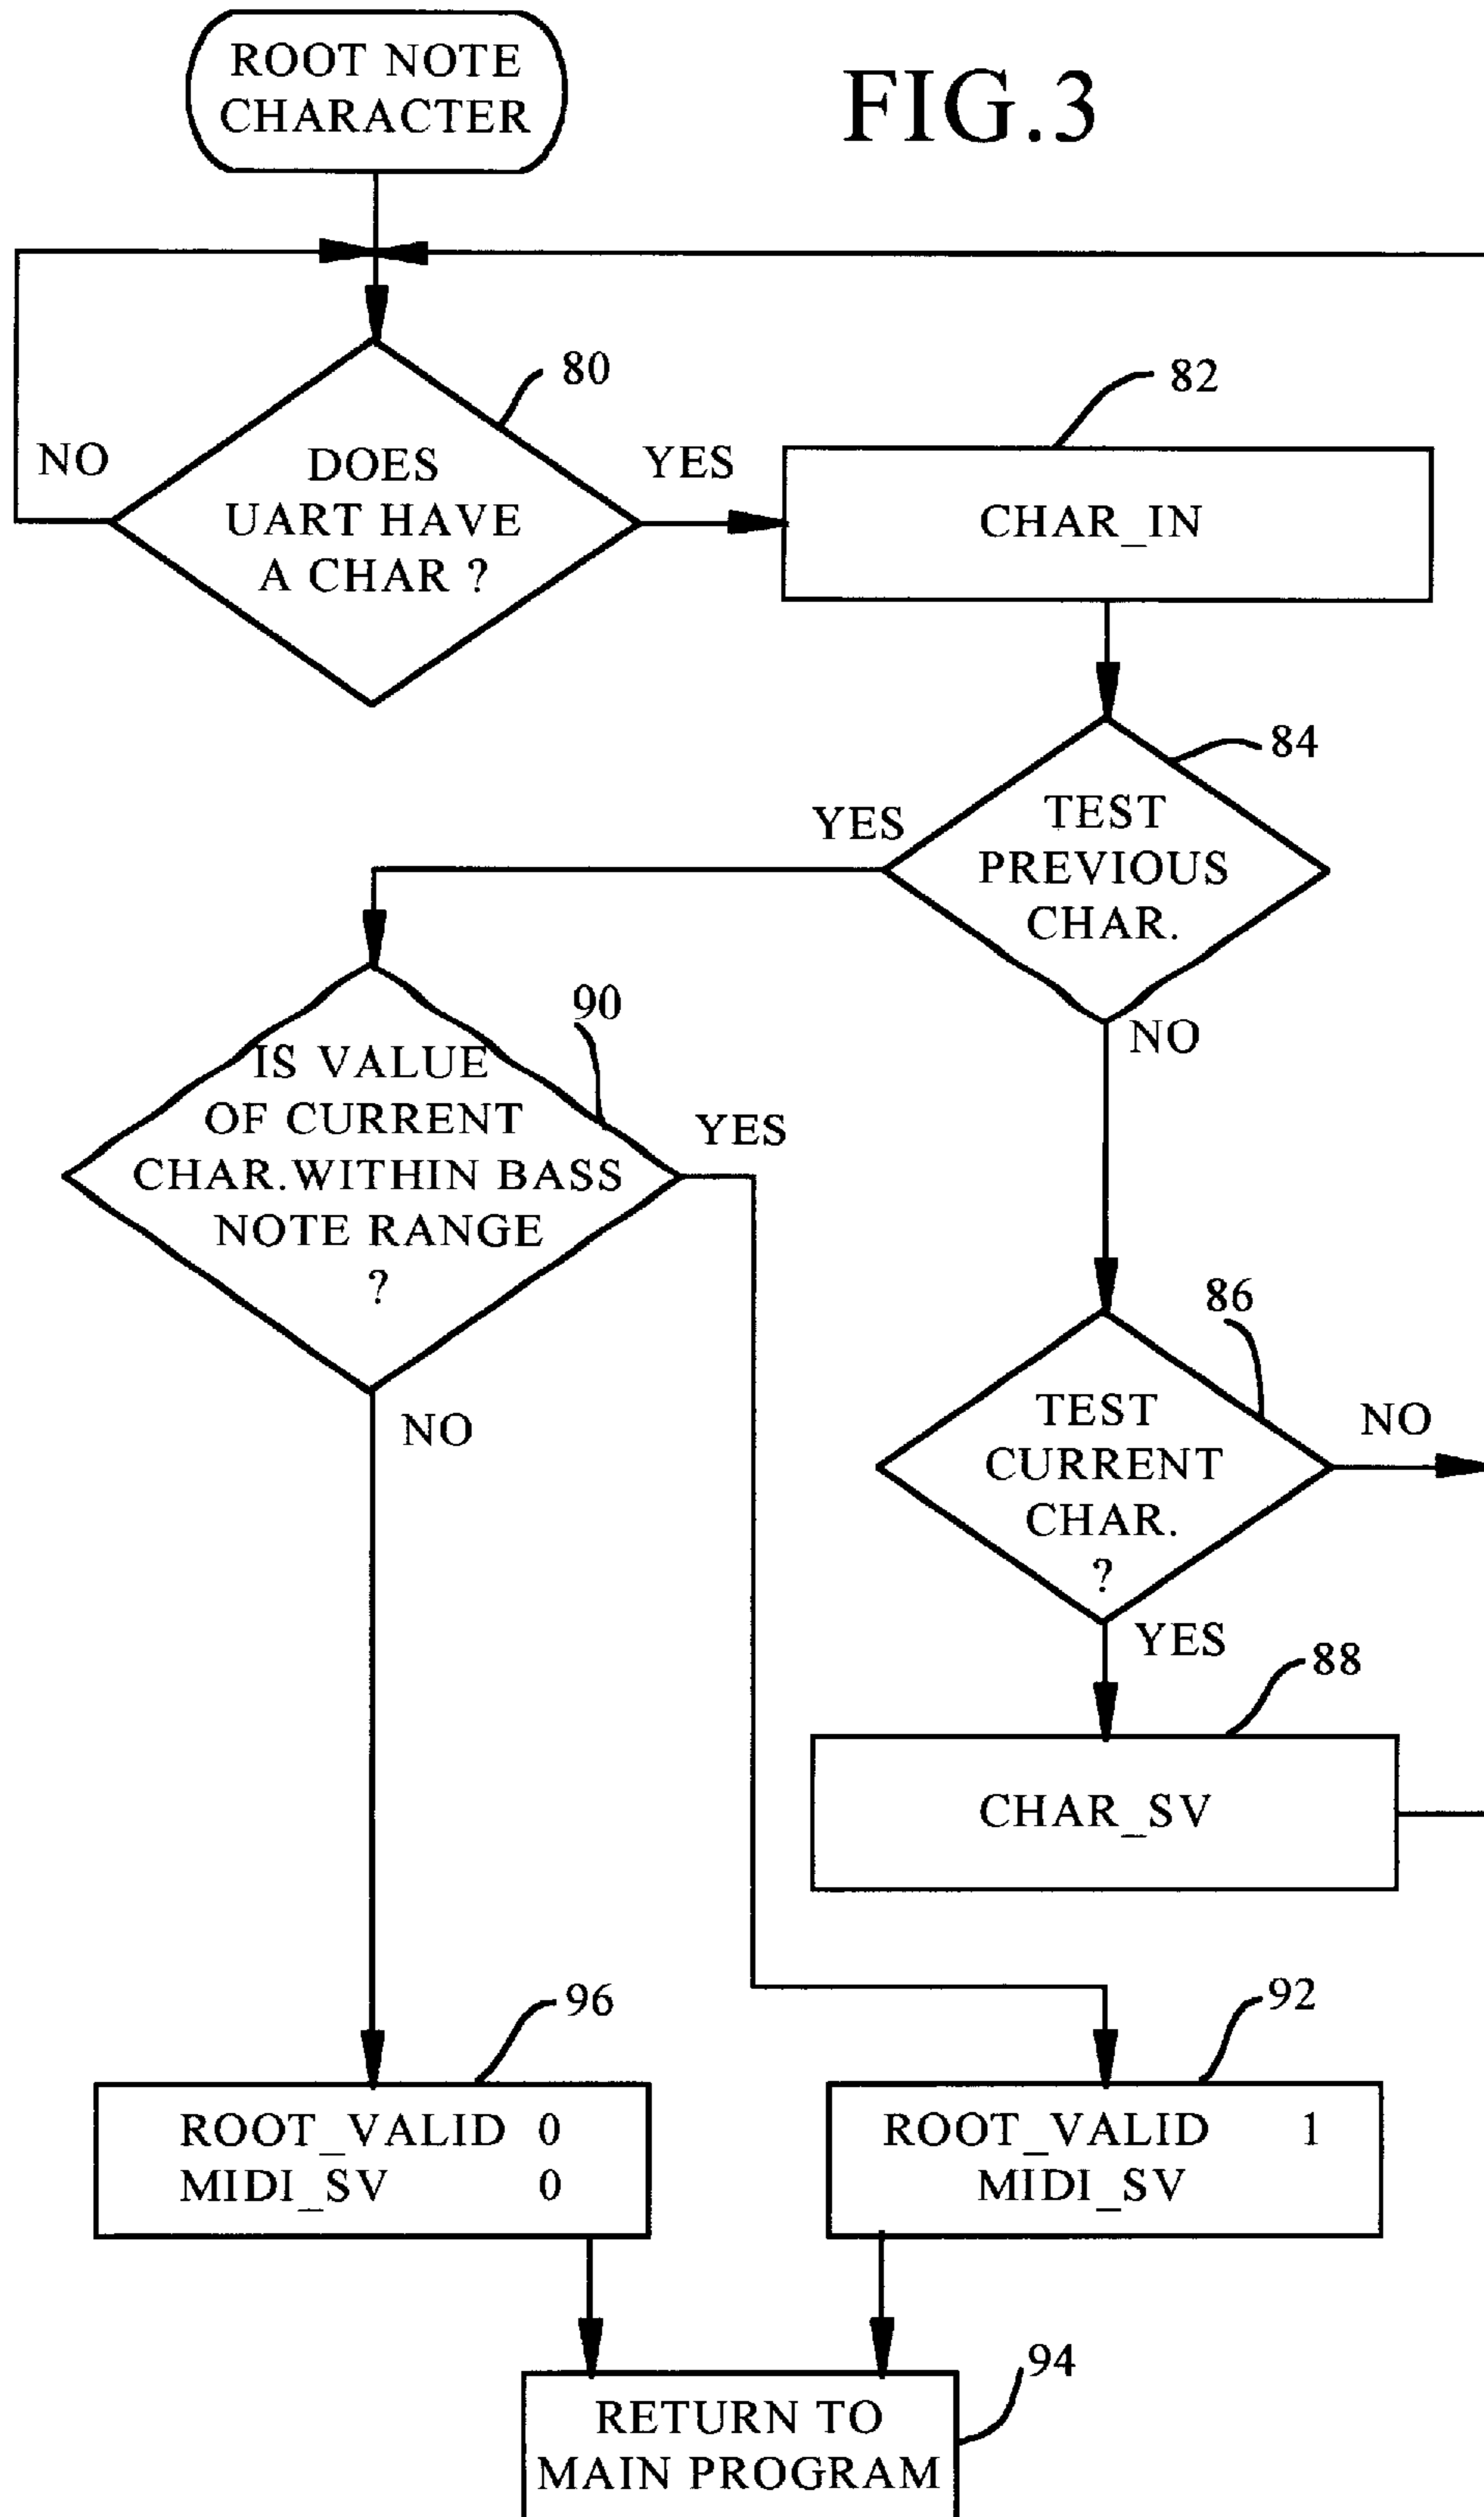 ROOT NOTE
CHARACTER
FIG.3
80
82
NO
DOES
UART HAVE
A CHAR ?
YES
CHAR_IN
84
YES
TEST
PREVIOUS
CHAR.
NO
90
IS VALUE
OF CURRENT
CHAR.WITHIN BASS
NOTE RANGE
?
YES
NO
86
TEST
CURRENT
CHAR.
?
NO
YES
88
CHAR_SV
96
ROOT_VALID 0
MIDI_SV 0
92
ROOT_VALID 1
MIDI_SV
94
RETURN TO
MAIN PROGRAM